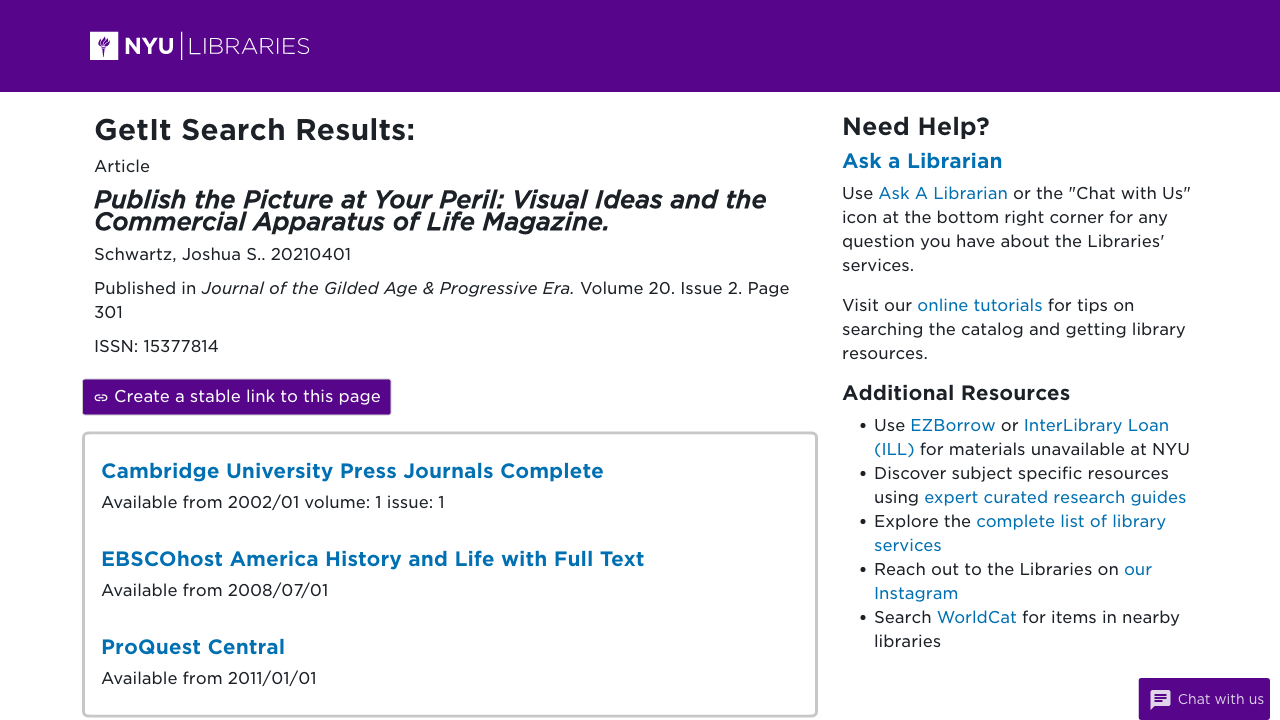 NYU LIBRARIES
GetIt Search Results:
Article
Publish the Picture at Your Peril: Visual Ideas and the
Commercial Apparatus of Life Magazine.
Schwartz, Joshua S.. 20210401
Published in Journal of the Gilded Age & Progressive Era. Volume 20. Issue 2. Page
301
ISSN: 15377814
Create a stable link to this page
Cambridge University Press Journals Complete
Available from 2002/01 volume: 1 issue: 1
EBSCOhost America History and Life with Full Text
Available from 2008/07/01
ProQuest Central
Available from 2011/01/01
Need Help?
Ask a Librarian
Use Ask A Librarian or the "Chat with Us"
icon at the bottom right corner for any
question you have about the Libraries'
services.
Visit our online tutorials for tips on
searching the catalog and getting library
resources.
Additional Resources
• Use EZBorrow or InterLibrary Loan
(ILL) for materials unavailable at NYU
• Discover subject specific resources
using expert curated research guides
• Explore the complete list of library
services
• Reach out to the Libraries on our
Instagram
• Search WorldCat for items in nearby
libraries
Chat with us